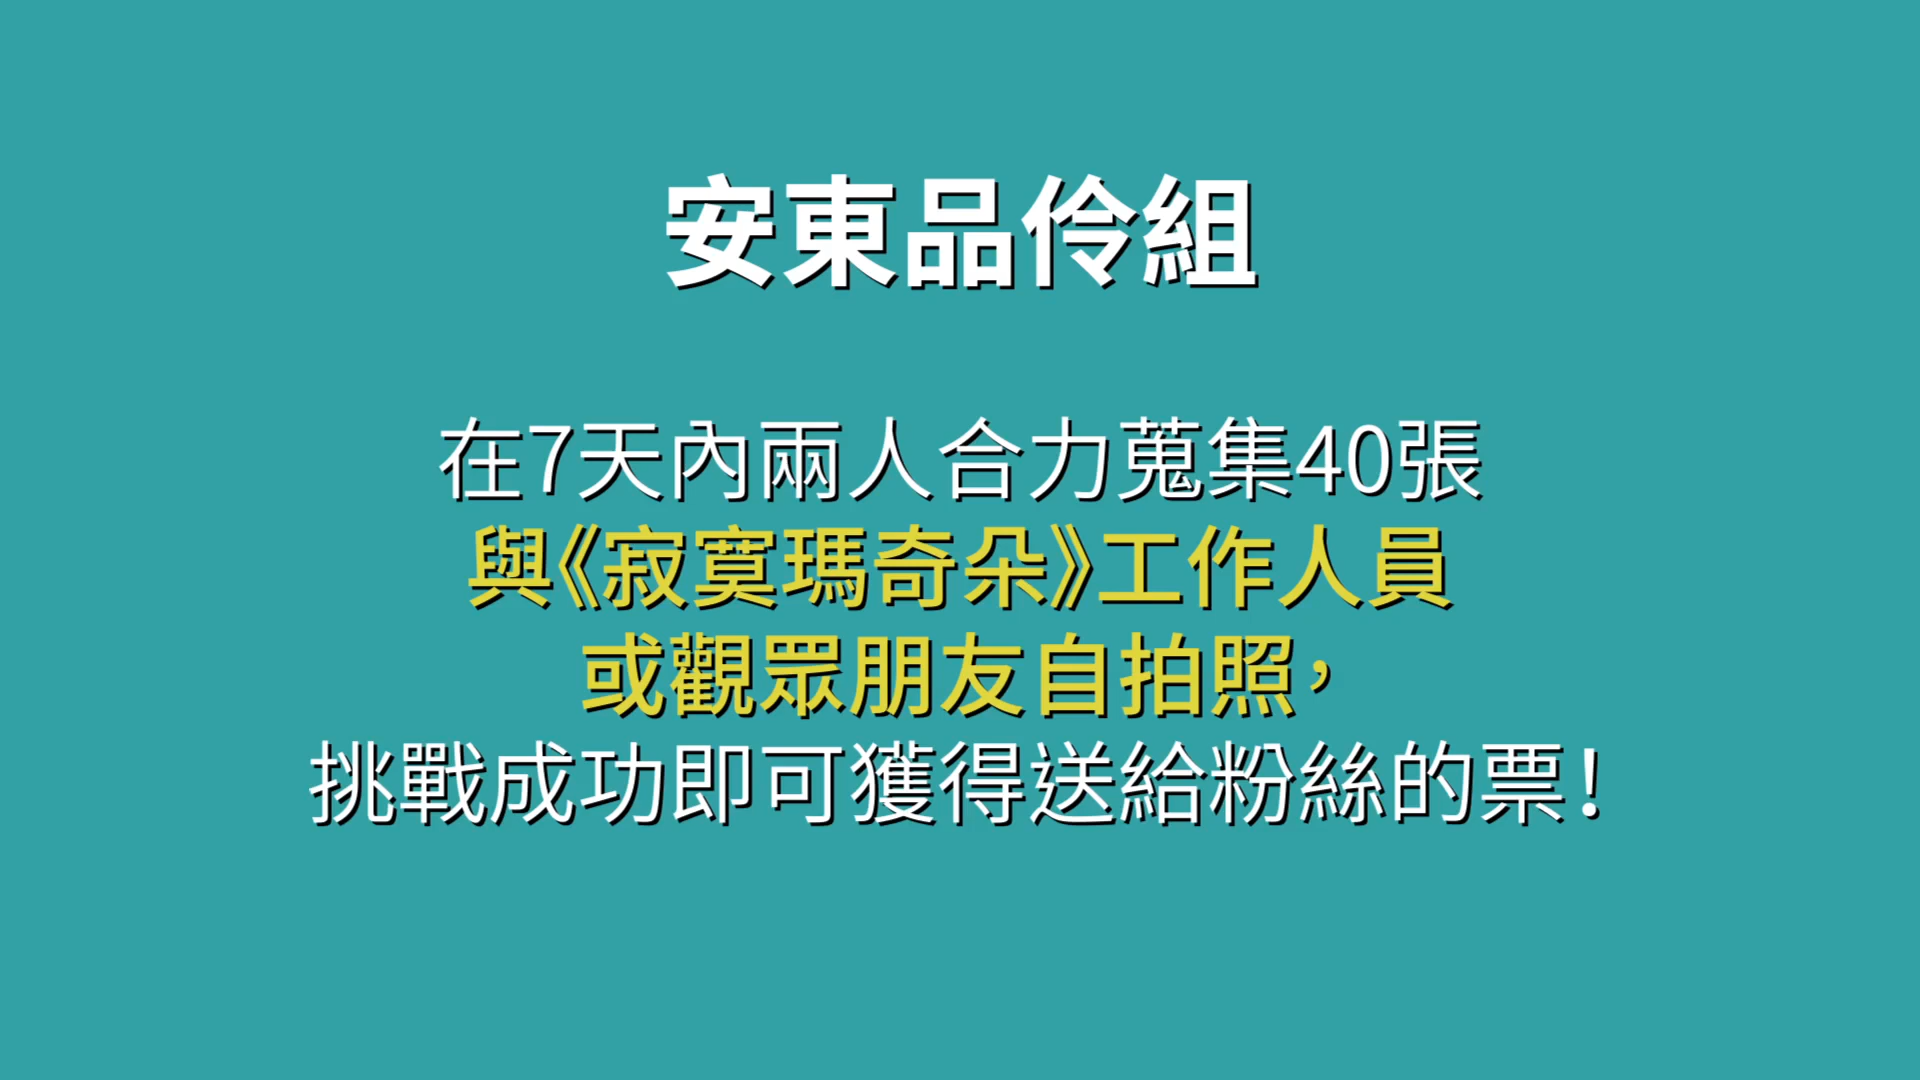 安東品伶組
在7天內兩人合力蒐集40張
與《寂寞瑪奇朵》工作人員
或觀眾朋友自拍照，
挑戰成功即可獲得送給粉絲的票！